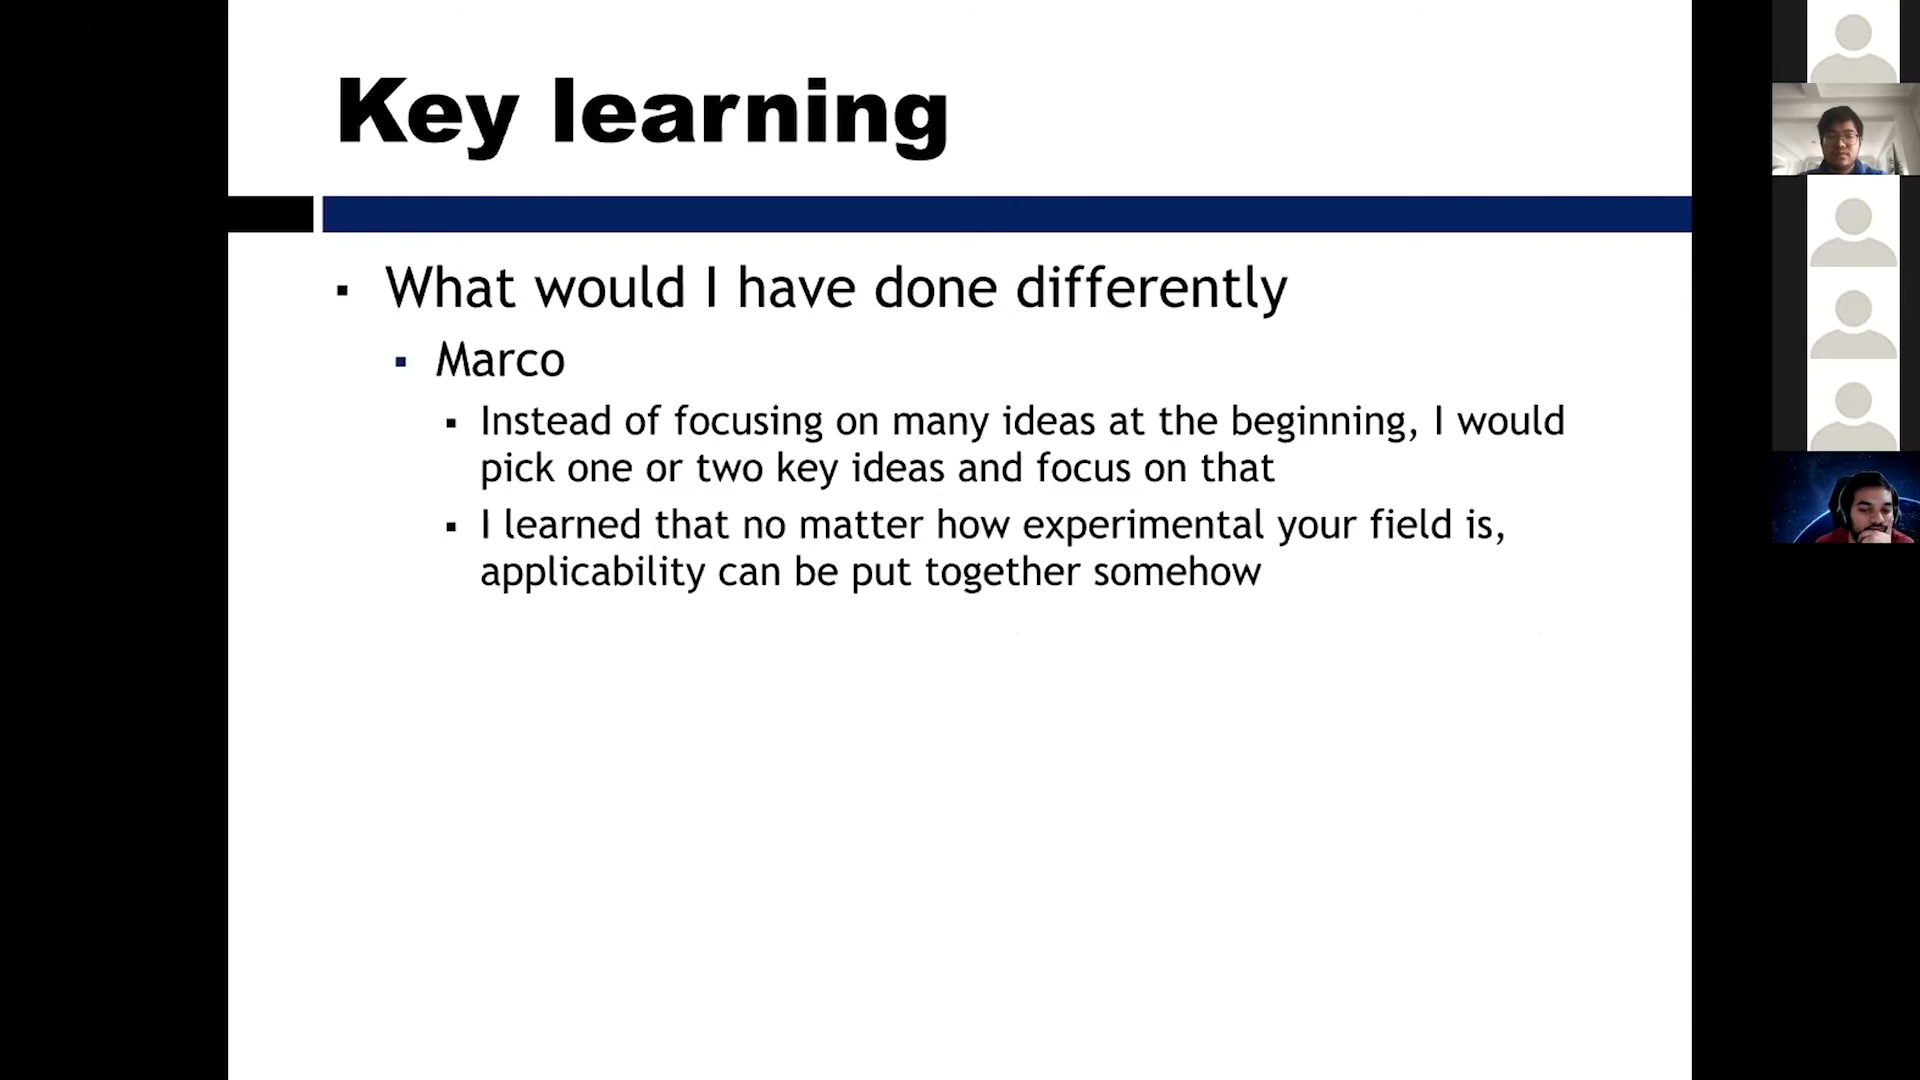 Key learning
What would I have done differently
Marco
Instead of focusing on many ideas at the beginning, I would
pick one or two key ideas and focus on that
I learned that no matter how experimental your field is,
applicability can be put together somehow